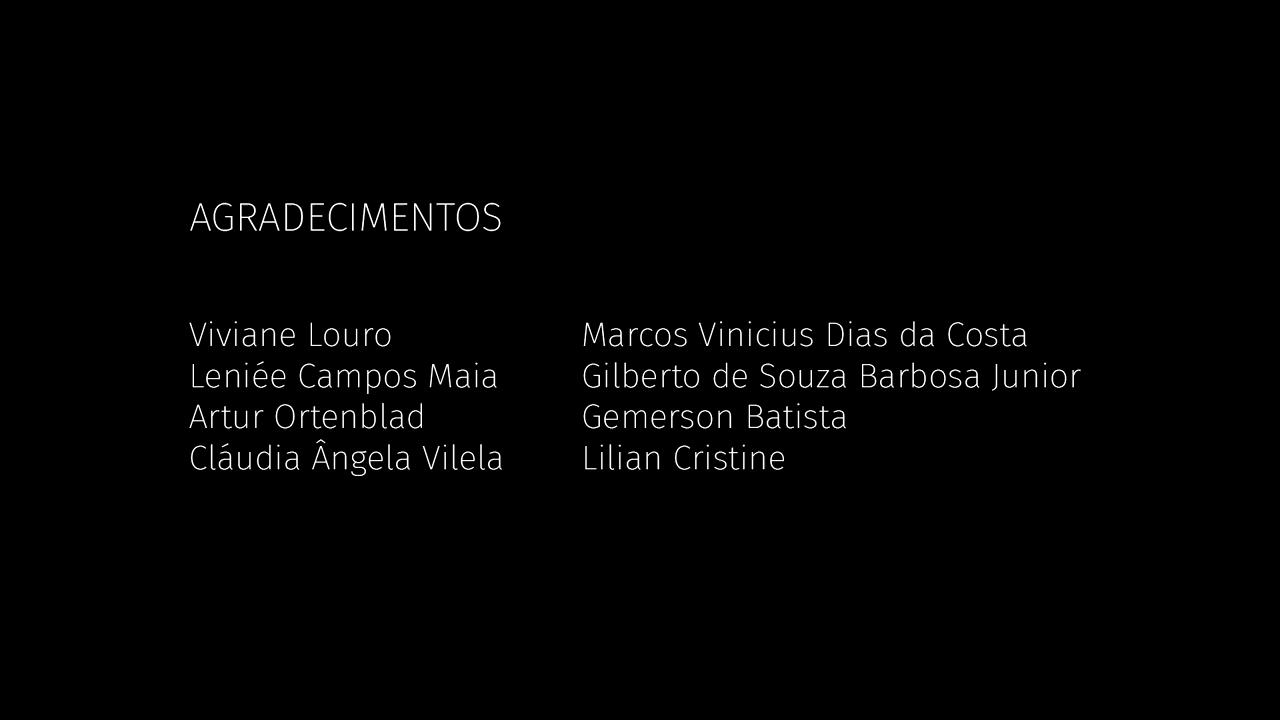 AGRADECIMENTOS
Viviane Louro
Leniée Campos Maia
Artur Ortenblad
Cláudia Ângela Vilela
Marcos Vinicius Dias da Costa
Gilberto de Souza Barbosa Junior
Gemerson Batista
Lilian Cristine